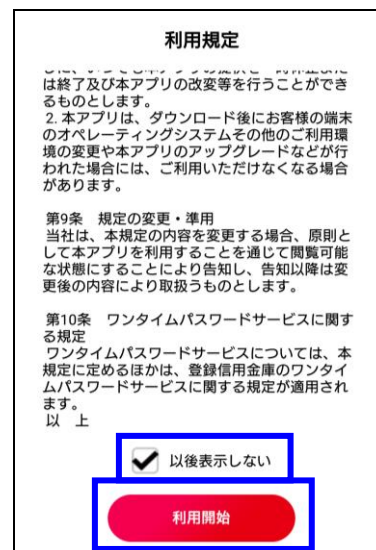 利用規定
は終了及び本アプリの改変等を行うことができ
るものとします。
2. 本アプリは、ダウンロード後にお客様の端末
のオペレーティングシステムその他のご利用環
境の変更や本アプリのアップグレードなどが行
われた場合には、ご利用いただけなくなる場合
があります。
第9条　規定の変更・準用
当社は、本規定の内容を変更する場合、原則と
して本アプリを利用することを通じて閲覧可能
な状態にすることにより告知し、告知以降は変
更後の内容により取扱うものとします。
第10条　ワンタイムパスワードサービスに関す
る規定
ワンタイムパスワードサービスについては、本
規定に定めるほかは、登録信用金庫のワンタイ
ムパスワードサービスに関する規定が適用され
ます。
以　上
以後表示しない
利用開始